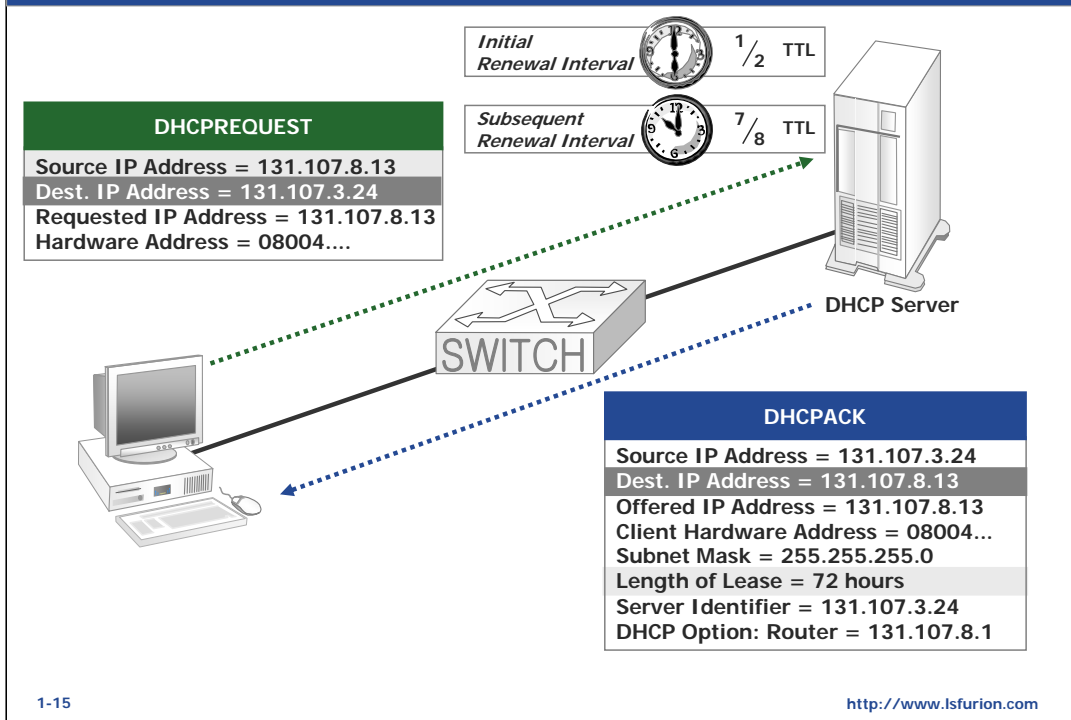 Initial
Renewal Interval
1/2 TTL
Subsequent
Renewal Interval
7/8 TTL
DHCPREQUEST
Source IP Address = 131.107.8.13
Dest. IP Address = 131.107.3.24
Requested IP Address = 131.107.8.13
Hardware Address = 08004....
DHCP Server
SWITCH
DHCPACK
Source IP Address = 131.107.3.24
Dest. IP Address = 131.107.8.13
Offered IP Address = 131.107.8.13
Client Hardware Address = 08004...
Subnet Mask = 255.255.255.0
Length of Lease = 72 hours
Server Identifier = 131.107.3.24
DHCP Option: Router = 131.107.8.1
1-15
http://www.lsfurion.com